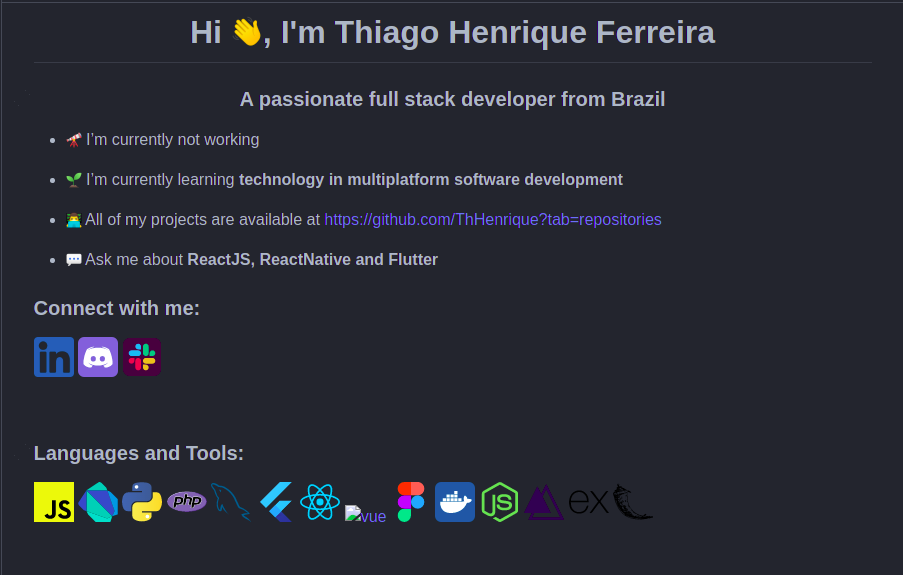 Hi 👋, I'm Thiago Henrique Ferreira
A passionate full stack developer from Brazil
I’m currently not working
I’m currently learning technology in multiplatform software development
All of my projects are available at https://github.com/ThHenrique?tab=repositories
Ask me about ReactJS, ReactNative and Flutter
Connect with me:
in
Languages and Tools:
JS php vue ex